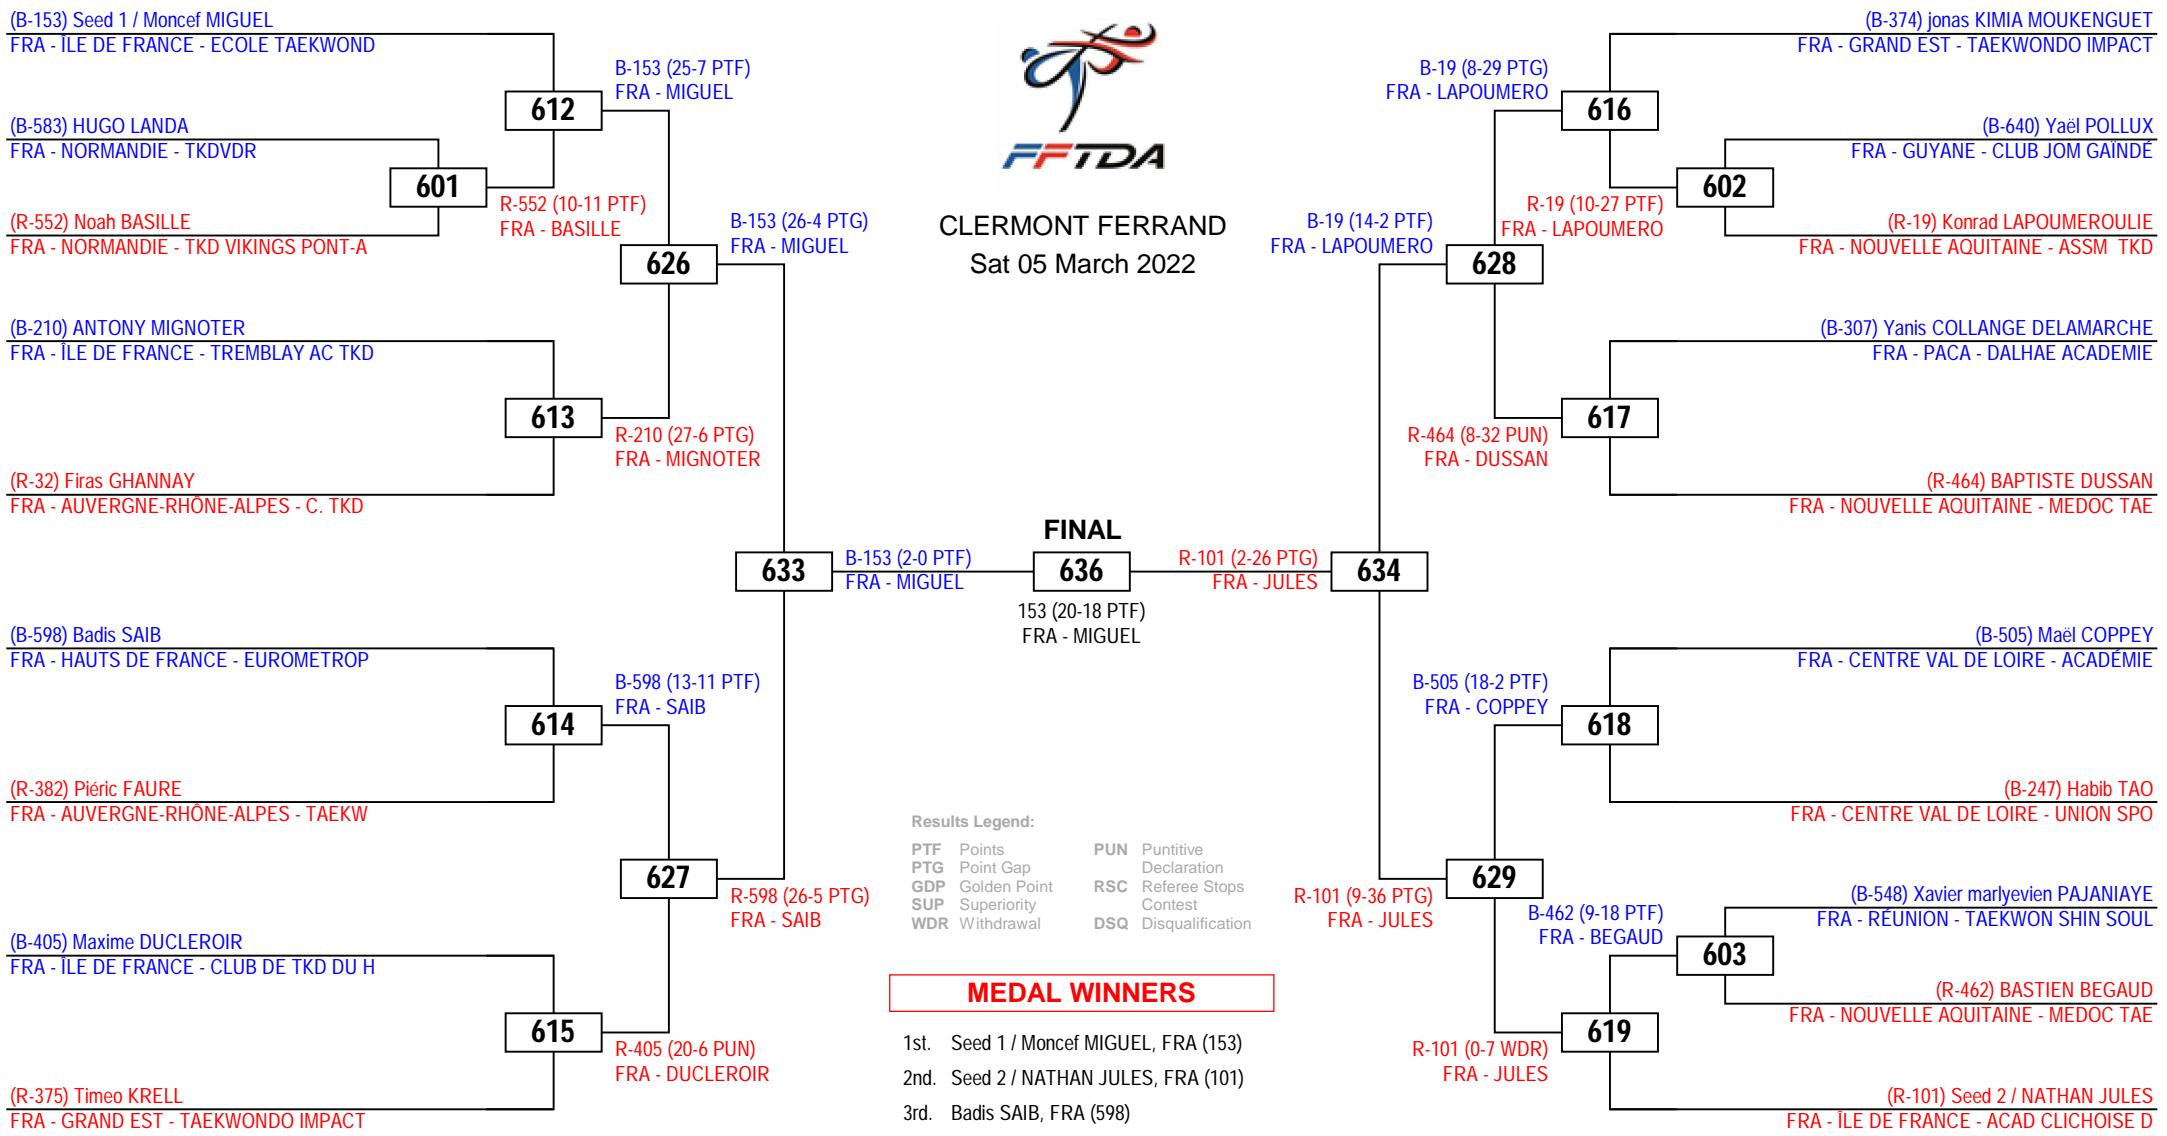 (B-153) Seed 1 / Moncef MIGUEL
FRA - ÎLE DE FRANCE - ECOLE TAEKWOND
(B-583) HUGO LANDA
FRA - NORMANDIE - TKDVDR
(R-552) Noah BASILLE
FRA - NORMANDIE - TKD VIKINGS PONT-A
(B-210) ANTONY MIGNOTER
FRA - ÎLE DE FRANCE - TREMBLAY AC TKD
(R-32) Firas GHANNAY
FRA - AUVERGNE-RHÔNE-ALPES - C. TKD
(B-598) Badis SAIB
FRA - HAUTS DE FRANCE - EUROMETROP
(R-382) Piéric FAURE
FRA - AUVERGNE-RHÔNE-ALPES - TAEKW
(B-405) Maxime DUCLEROIR
FRA - ÎLE DE FRANCE - CLUB DE TKD DU H
(R-375) Timeo KRELL
FRA - GRAND EST - TAEKWONDO IMPACT
601
R-552 (10-11 PTF)
FRA - BASILLE
612
B-153 (25-7 PTF)
FRA - MIGUEL
613
R-210 (27-6 PTG)
FRA - MIGNOTER
614
B-598 (13-11 PTF)
FRA - SAIB
615
R-405 (20-6 PUN)
FRA - DUCLEROIR
626
B-153 (26-4 PTG)
FRA - MIGUEL
627
R-598 (26-5 PTG)
FRA - SAIB
633
B-153 (2-0 PTF)
FRA - MIGUEL
FFTDA
CLERMONT FERRAND
Sat 05 March 2022
FINAL
636
153 (20-18 PTF)
FRA - MIGUEL
Results Legend:
PTF Points
PTG Point Gap
GDP Golden Point
SUP Superiority
WDR Withdrawal
PUN Puntitive
Declaration
RSC Referee Stops
Contest
DSQ Disqualification
MEDAL WINNERS
1st. Seed 1 / Moncef MIGUEL, FRA (153)
2nd. Seed 2 / NATHAN JULES, FRA (101)
3rd. Badis SAIB, FRA (598)
R-101 (2-26 PTG)
FRA - JULES
634
B-19 (14-2 PTF)
FRA - LAPOUMERO
628
R-101 (9-36 PTG)
FRA - JULES
629
B-19 (8-29 PTG)
FRA - LAPOUMERO
616
R-464 (8-32 PUN)
FRA - DUSSAN
617
B-505 (18-2 PTF)
FRA - COPPEY
618
R-101 (0-7 WDR)
FRA - JULES
619
R-19 (10-27 PTF)
FRA - LAPOUMERO
602
B-462 (9-18 PTF)
FRA - BEGAUD
603
(B-374) jonas KIMIA MOUKENGUET
FRA - GRAND EST - TAEKWONDO IMPACT
(B-640) Yaël POLLUX
FRA - GUYANE - CLUB JOM GAÏNDÉ
(R-19) Konrad LAPOUMEROULIE
FRA - NOUVELLE AQUITAINE - ASSM TKD
(B-307) Yanis COLLANGE DELAMARCHE
FRA - PACA - DALHAE ACADEMIE
(R-464) BAPTISTE DUSSAN
FRA - NOUVELLE AQUITAINE - MEDOC TAE
(B-505) Maël COPPEY
FRA - CENTRE VAL DE LOIRE - ACADÉMIE
(B-247) Habib TAO
FRA - CENTRE VAL DE LOIRE - UNION SPO
(B-548) Xavier marlyevien PAJANIAYE
FRA - RÉUNION - TAEKWON SHIN SOUL
(R-462) BASTIEN BEGAUD
FRA - NOUVELLE AQUITAINE - MEDOC TAE
(R-101) Seed 2 / NATHAN JULES
FRA - ÎLE DE FRANCE - ACAD CLICHOISE D